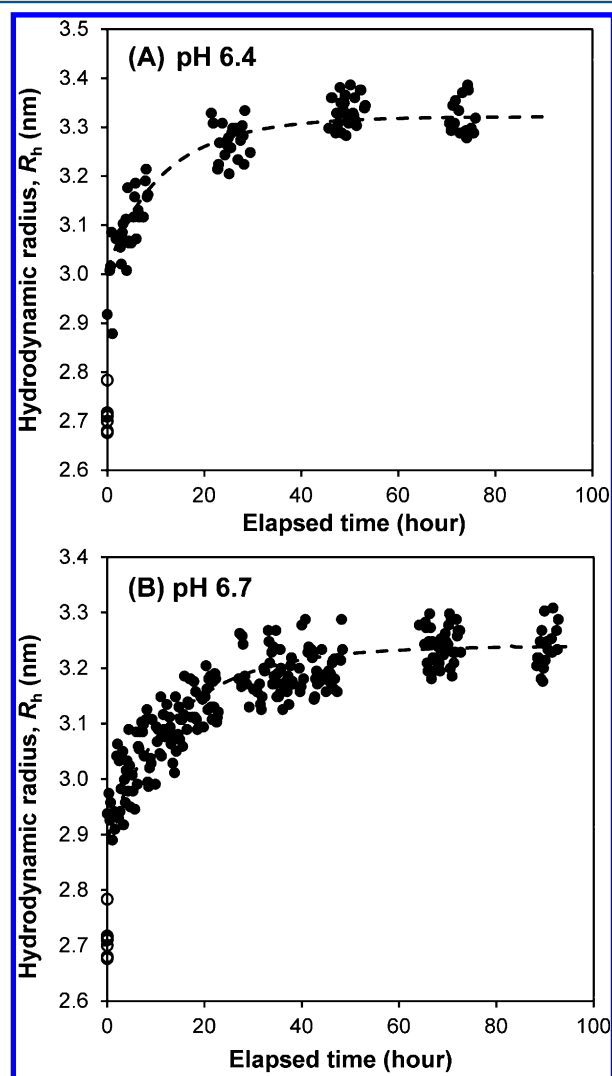 (A) pH 6.4
Hydrodynamic radius, Rh (nm)
3.5
3.4
3.3
3.2
3.1
3.0
2.9
2.8
2.7
2.6
0 20 40 60 80 100
Elapsed time (hour)
(B) pH 6.7
Hydrodynamic radius, Rh (nm)
3.4
3.3
3.2
3.1
3.0
2.9
2.8
2.7
2.6
0 20 40 60 80 100
Elapsed time (hour)